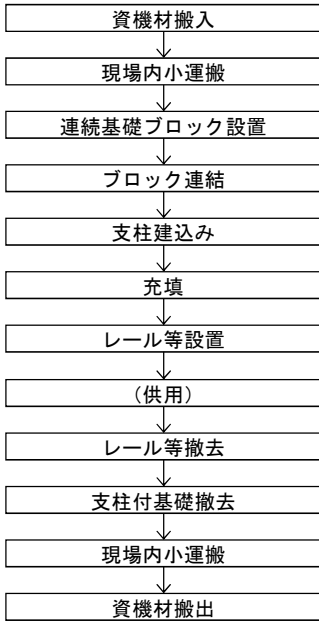 資機材搬入
現場内小運搬
連続基礎ブロック設置
ブロック連結
支柱建込み
充填
レール等設置
(供用)
レール等撤去
支柱付基礎撤去
現場内小運搬
資機材搬出